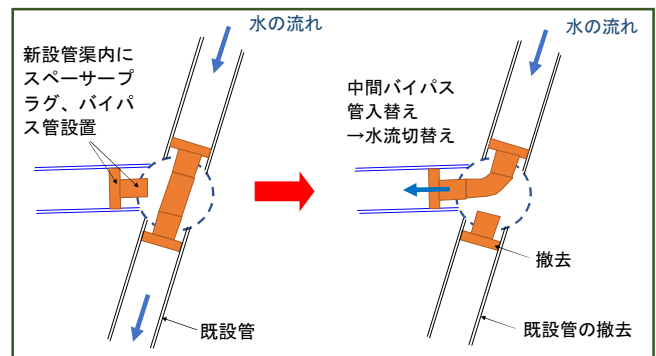 水の流れ
新設管渠内に
スペーサープ
ラグ、バイパ
ス管設置
既設管
水の流れ
中間バイパス
管入替え
→水流切替え
撤去
既設管の撤去